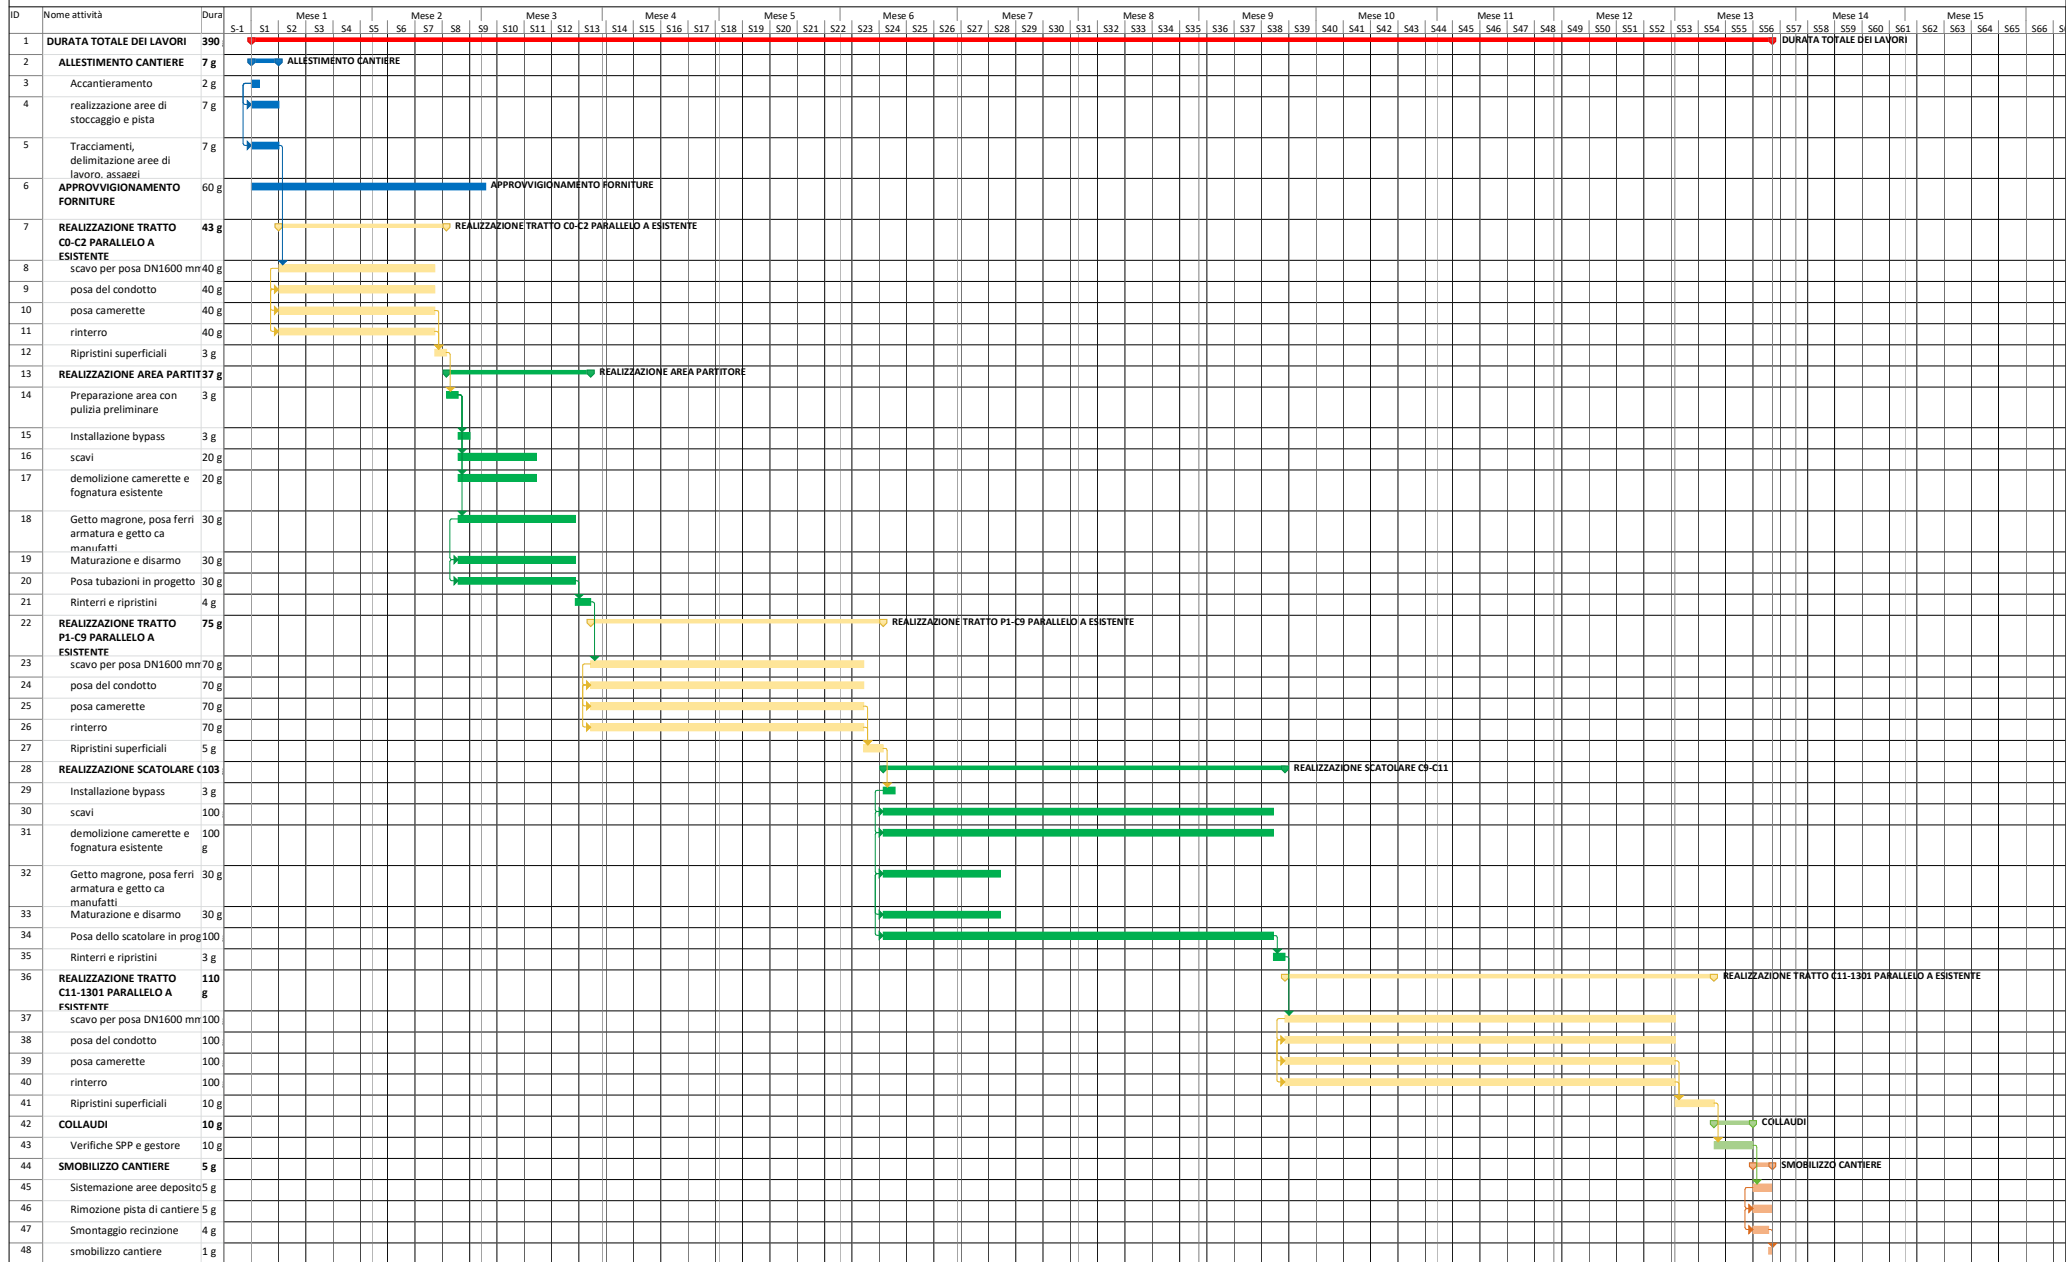 ID Nome attività Dura Mese 1 Mese 2 Mese 3 Mese 4 Mese 5 Mese 6 Mese 7 Mese 8 Mese 9 Mese 10 Mese 11 Mese 12 Mese 13 Mese 14 Mese 15
S-1 S1 S2 S3 S5 S6 S7 S8 S9 S10 S11 S12 S13 S14 S15 S16 S17 S18 S19 S20 S21 S22 S23 S24 S25 S26 S27 S28 S29 S30 S31 S32 S33 S34 S35 S36 S37 S38 S39 S40 S41 S42 S43 S44 S45 S46 S47 S48 S49 S50 S51 S52 S53 S54 S55 S56 S57 S58 S60 S61 S62 S63 S64 S65 S66
1 DURATA TOTALE DEI LAVORI 390 DURATA TOTALE DEI LAVORI
2 ALLESTIMENTO CANTIERE 7 g ALLESTIMENTO CANTIERE
3 Accantieramento 2 g
4 realizzazione aree di 7 g
stoccaggio e pista
5 Tracciamenti, 7 g
delimitazione aree di
lavoro, assaggi
6 APPROVVIGIONAMENTO 60 g APPROVVIGIONAMENTO FORNITURE
FORNITURE
7 REALIZZAZIONE TRATTO 43 g REALIZZAZIONE TRATTO C0-C2 PARALLELO A ESISTENTE
C0-C2 PARALLELO A
ESISTENTE
8 scavo per posa DN1600 mm 40 g
9 posa del condotto 40 g
10 posa camerette 40 g
11 rinterro 40 g
12 Ripristini superficiali 3 g
13 REALIZZAZIONE AREA PARTIT 37 g REALIZZAZIONE AREA PARTITORE
14 Preparazione area con 3 g
pulizia preliminare
15 Installazione bypass 3 g
16 scavi 20 g
17 demolizione camerette e 20 g
fognatura esistente
18 Getto magrone, posa ferri 30 g
armatura e getto ca
manufatti
19 Maturazione e disarmo 30 g
20 Posa tubazioni in progetto 30 g
21 Rinterri e ripristini 4 g
22 REALIZZAZIONE TRATTO 75 g REALIZZAZIONE TRATTO P1-C9 PARALLELO A ESISTENTE
P1-C9 PARALLELO A
ESISTENTE
23 scavo per posa DN1600 mm 70 g
24 posa del condotto 70 g
25 posa camerette 70 g
26 rinterro 70 g
27 Ripristini superficiali 5 g
28 REALIZZAZIONE SCATOLARE C 103 REALIZZAZIONE SCATOLARE C9-C11
29 Installazione bypass 3 g
30 scavi 100
31 demolizione camerette e 100
fognatura esistente g
32 Getto magrone, posa ferri 30 g
armatura e getto ca
manufatti
33 Maturazione e disarmo 30 g
34 Posa dello scatolare in prog 100
35 Rinterri e ripristini 3 g
36 REALIZZAZIONE TRATTO 110 REALIZZAZIONE TRATTO C11-1301 PARALLELO A ESISTENTE
C11-1301 PARALLELO A g
ESISTENTE
37 scavo per posa DN1600 mm 100
38 posa del condotto 100
39 posa camerette 100
40 rinterro 100
41 Ripristini superficiali 10 g
42 COLLAUDI 10 g COLLAUDI
43 Verifiche SPP e gestore 10 g
44 SMOBILIZZO CANTIERE 5 g SMOBILIZZO CANTIERE
45 Sistemazione aree deposito 5 g
46 Rimozione pista di cantiere 5 g
47 Smontaggio recinzione 4 g
48 smobilizzo cantiere 1 g